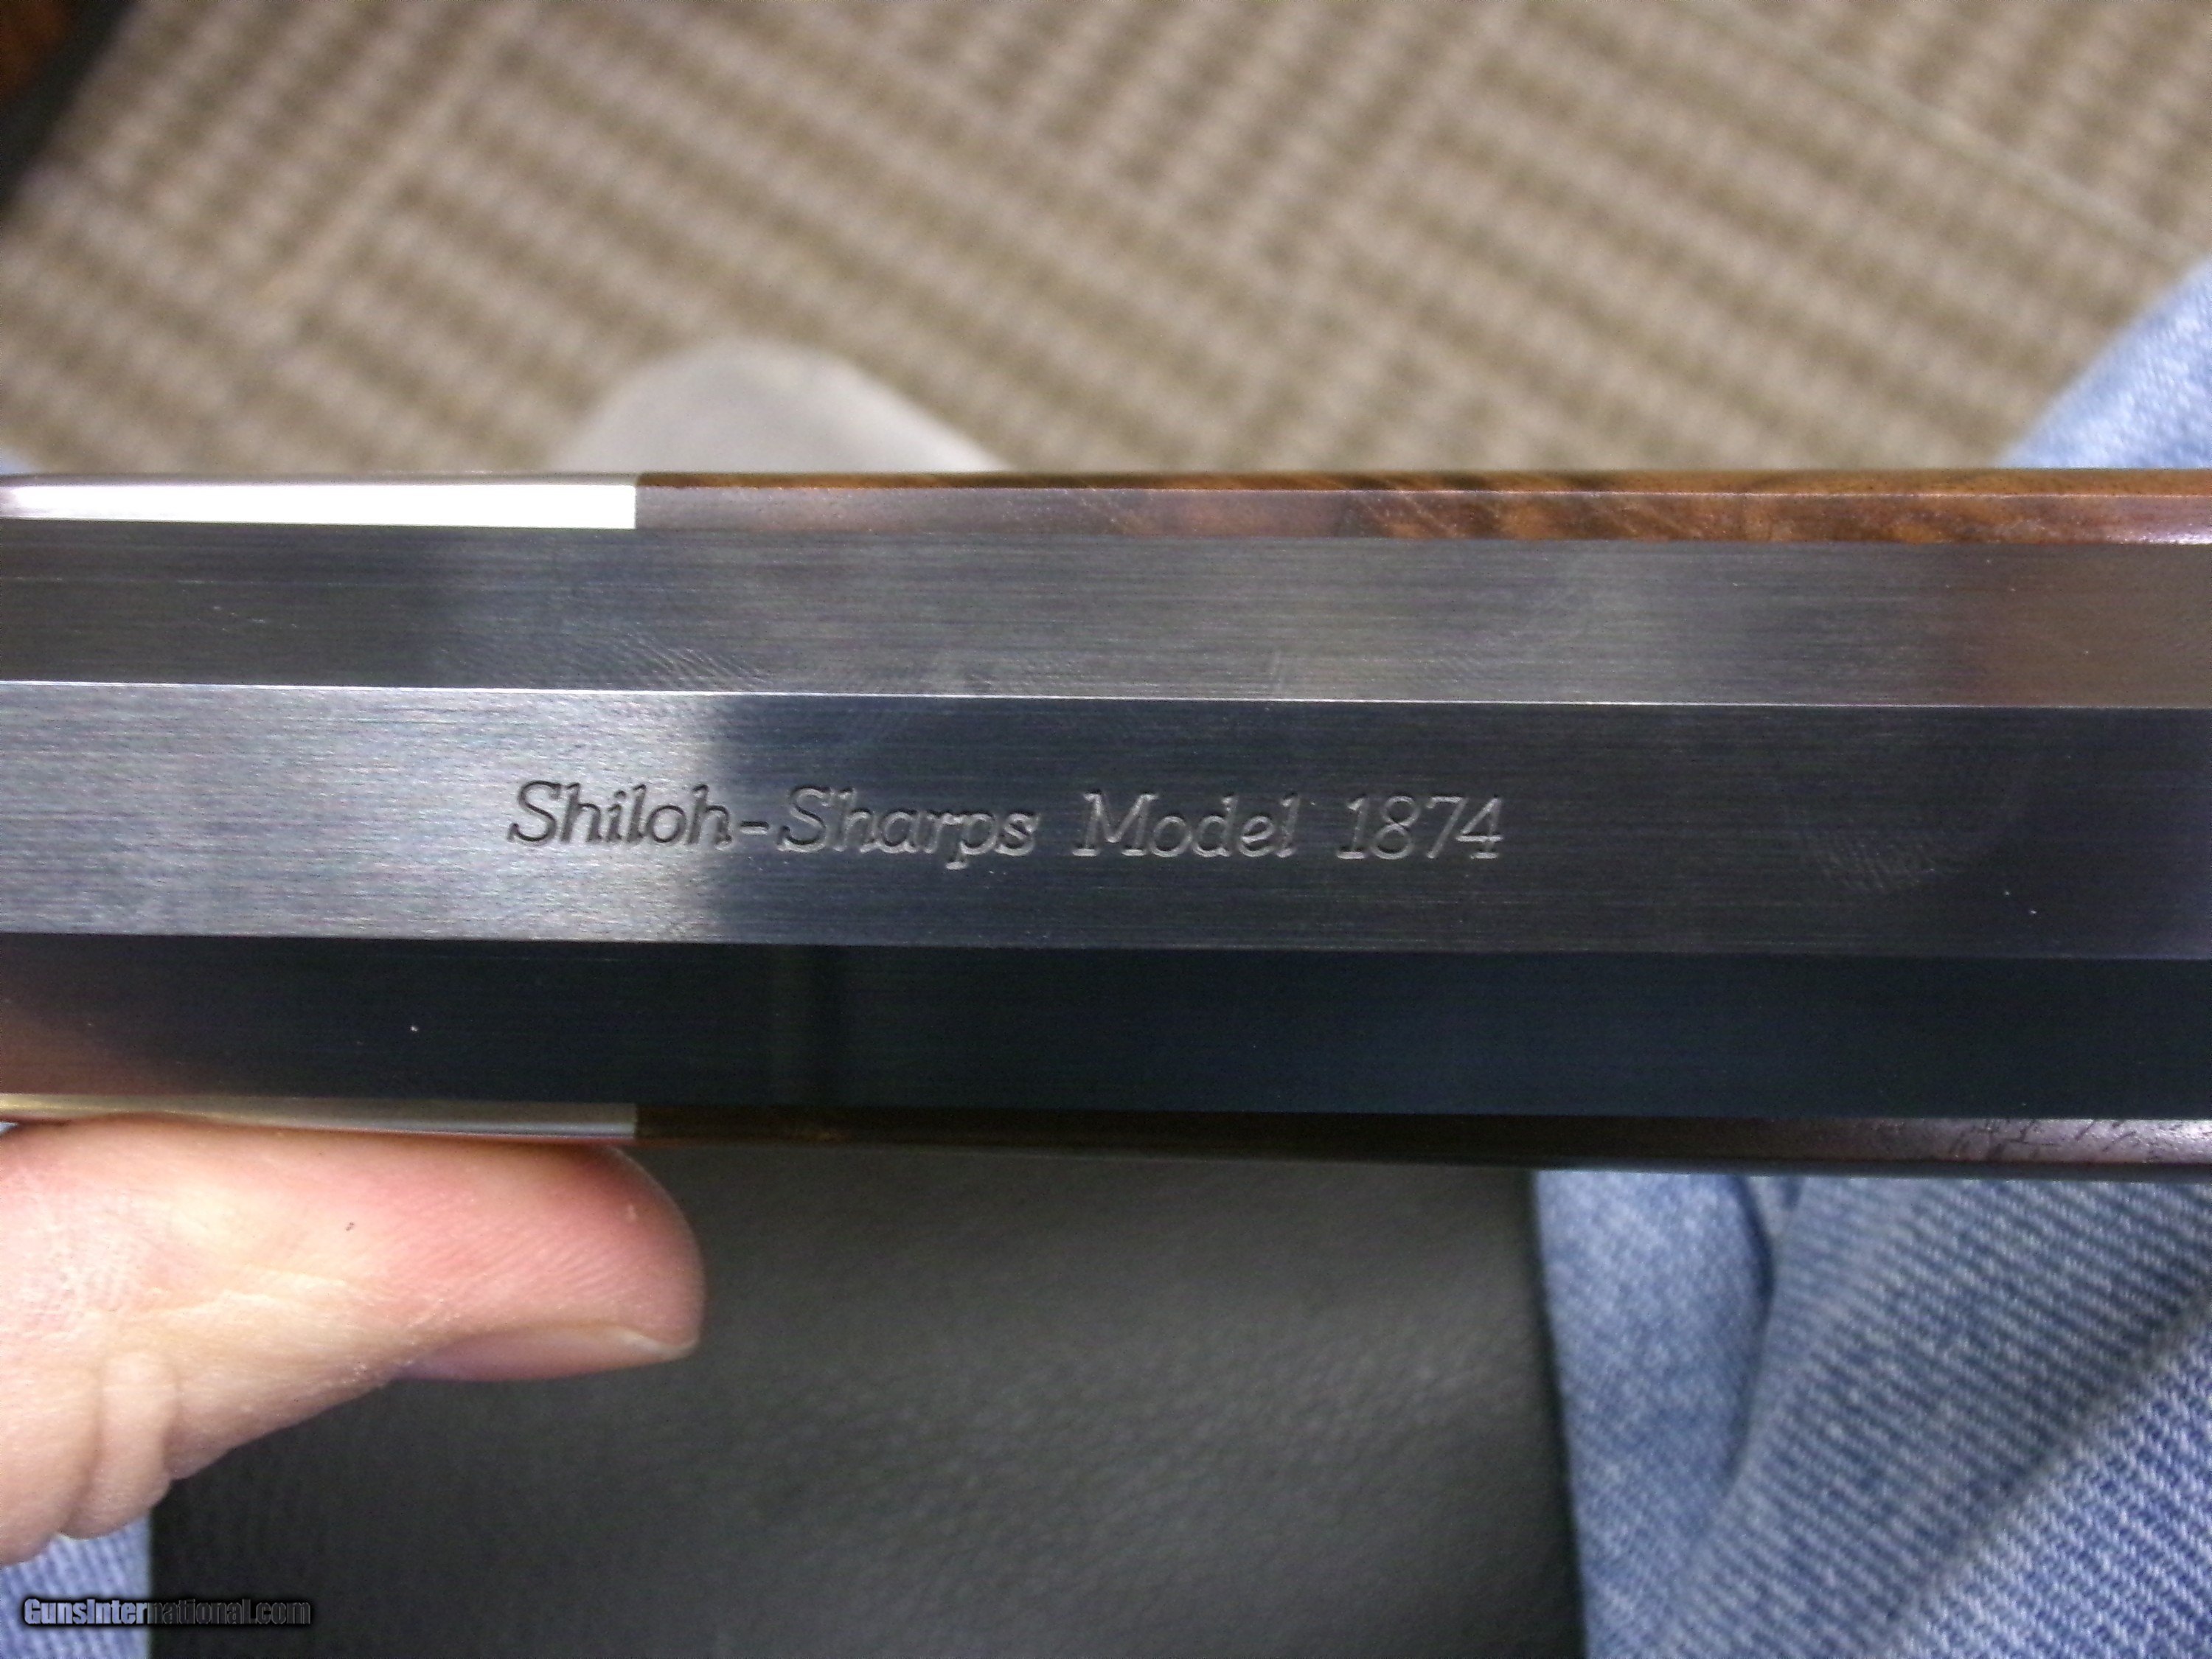 Shiloh-Sharps Model 1874
GunsInternational.com